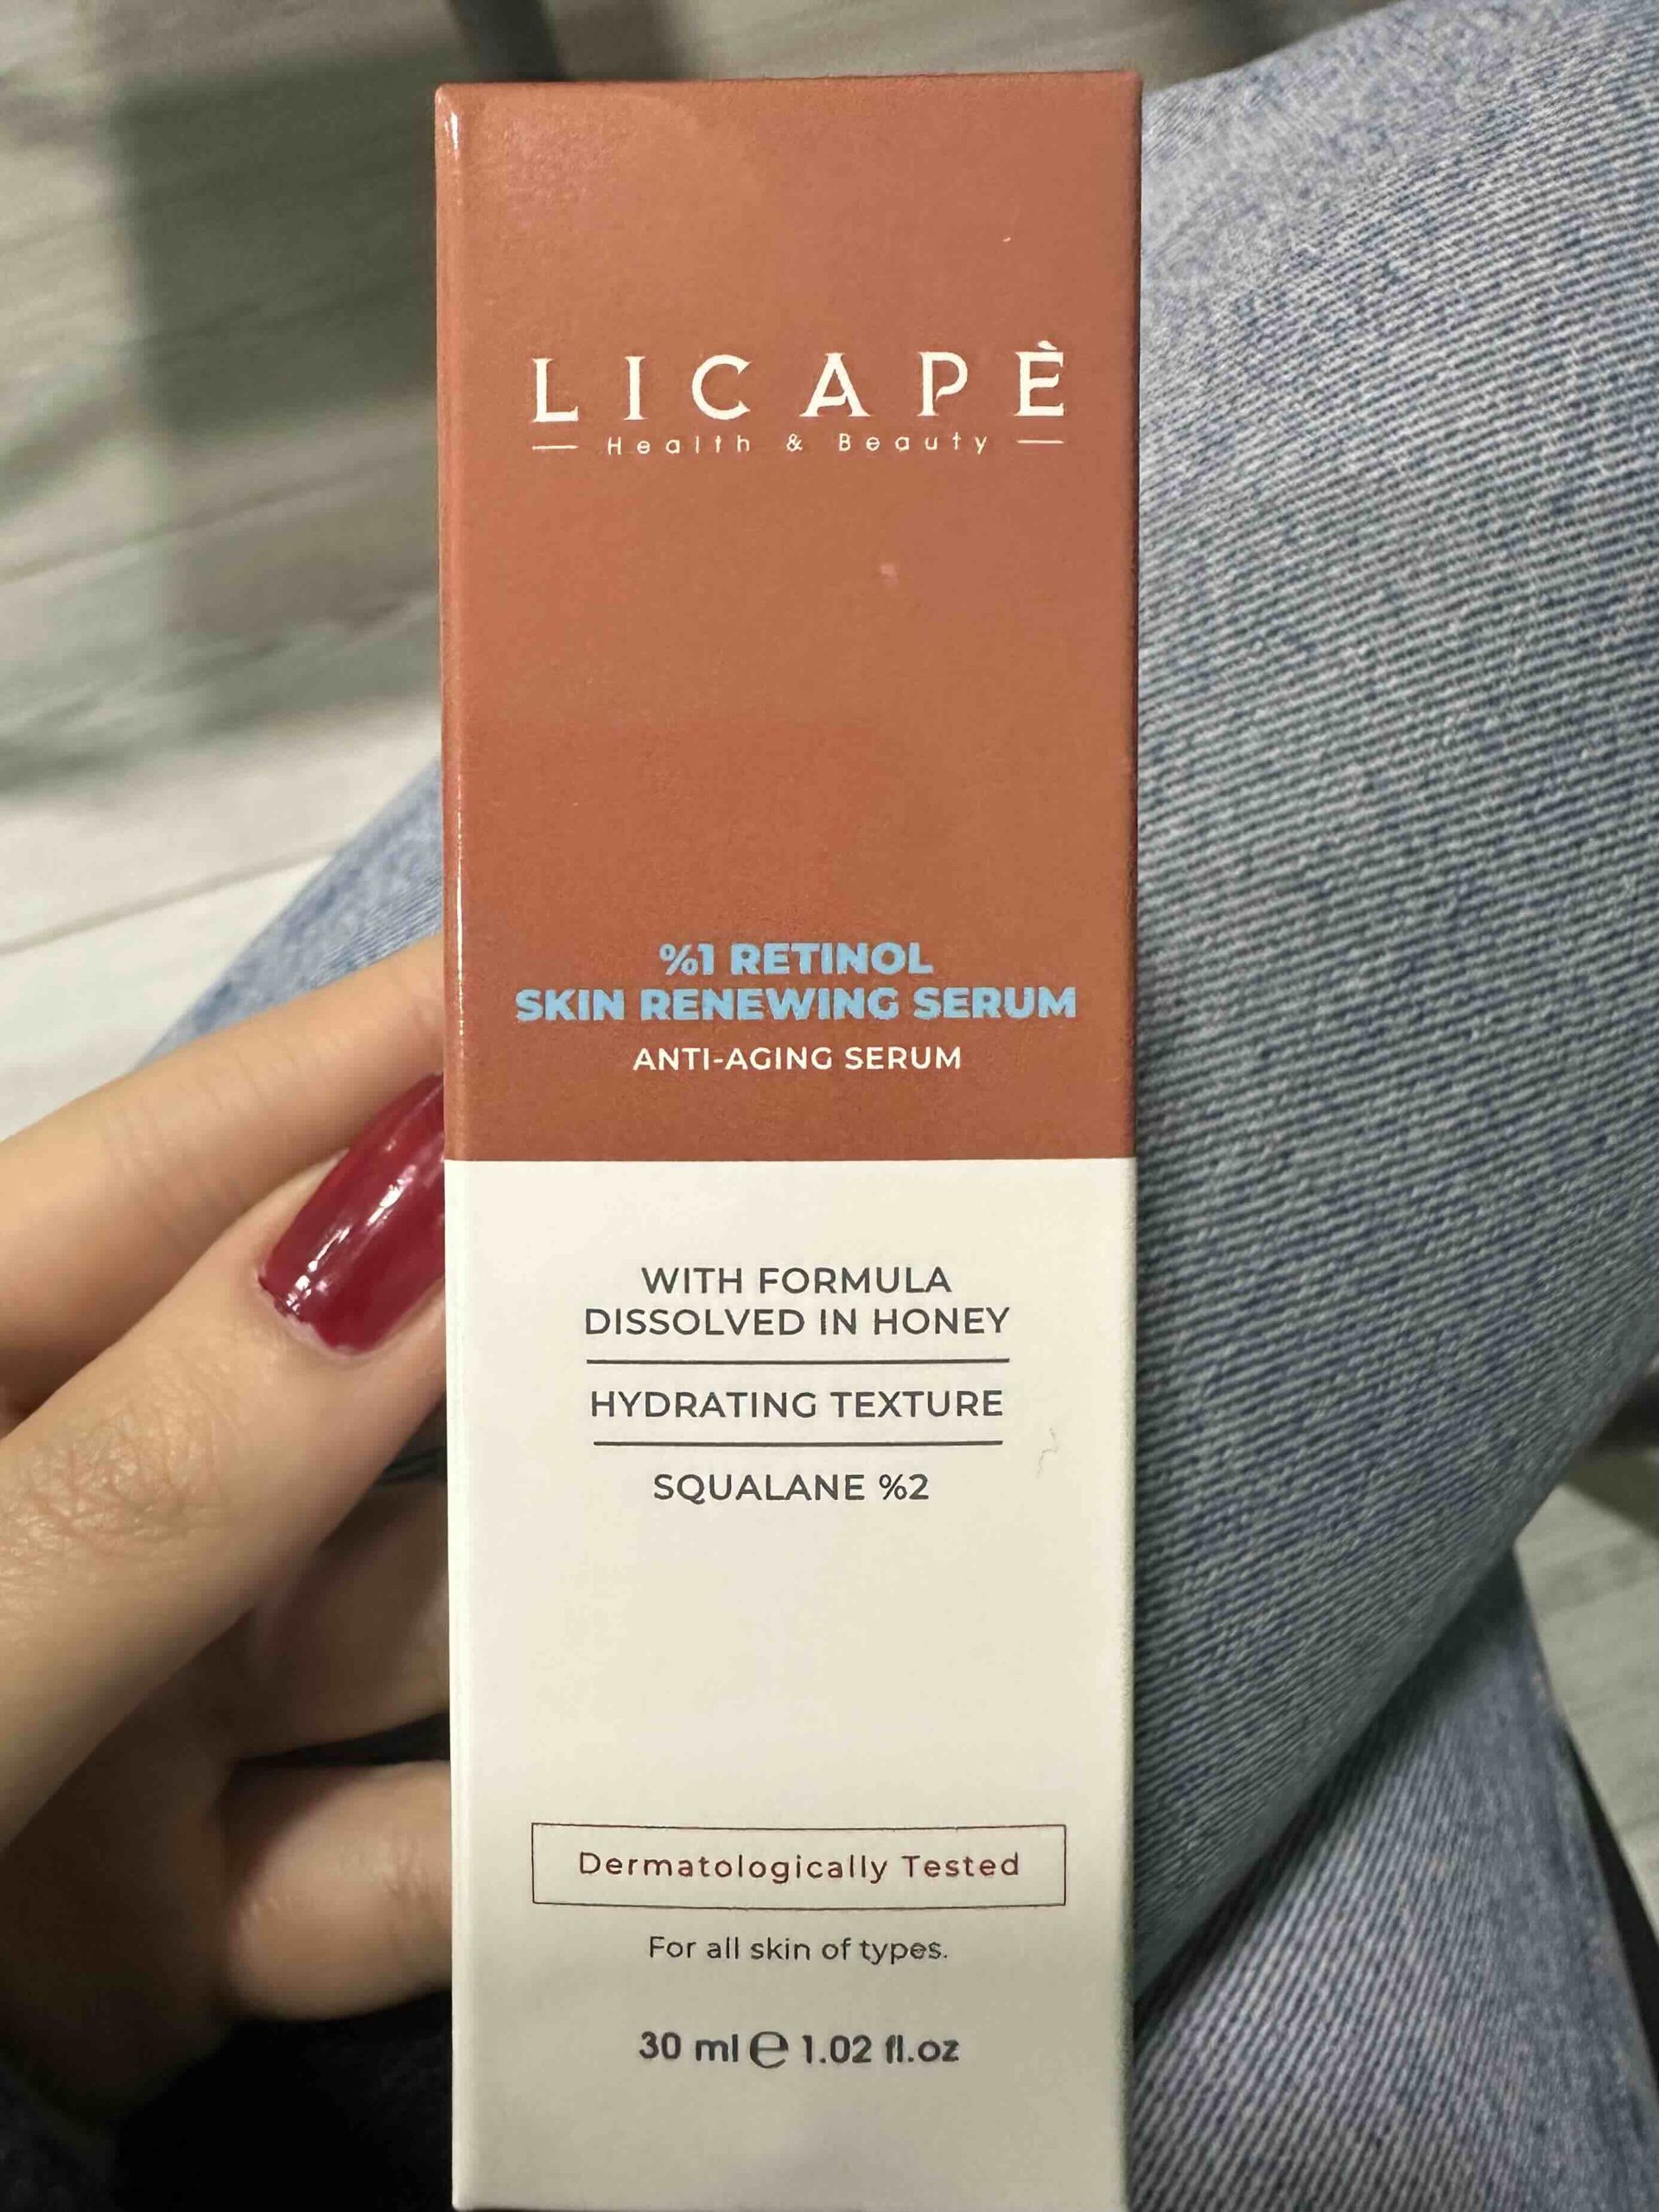 LICAPÈ
Health & Beauty
%1 RETINOL
SKIN RENEWING SERUM
ANTI-AGING SERUM
WITH FORMULA
DISSOLVED IN HONEY
HYDRATING TEXTURE
SQUALANE %2
Dermatologically Tested
For all skin of types.
30 ml ℮ 1.02 fl.oz